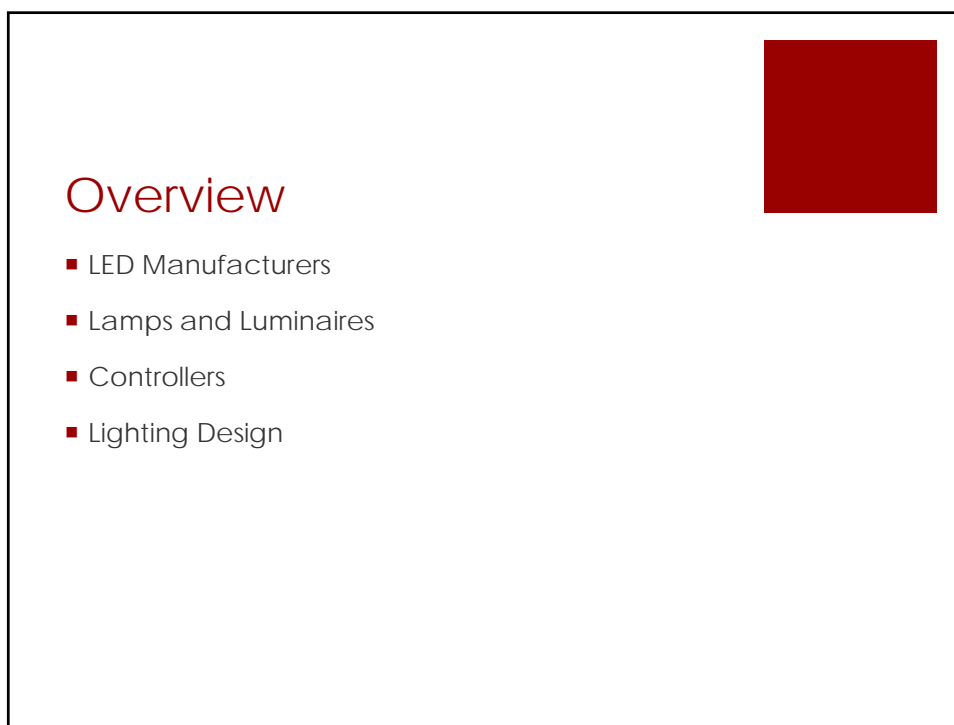 Overview
▪ LED Manufacturers
▪ Lamps and Luminaires
▪ Controllers
▪ Lighting Design